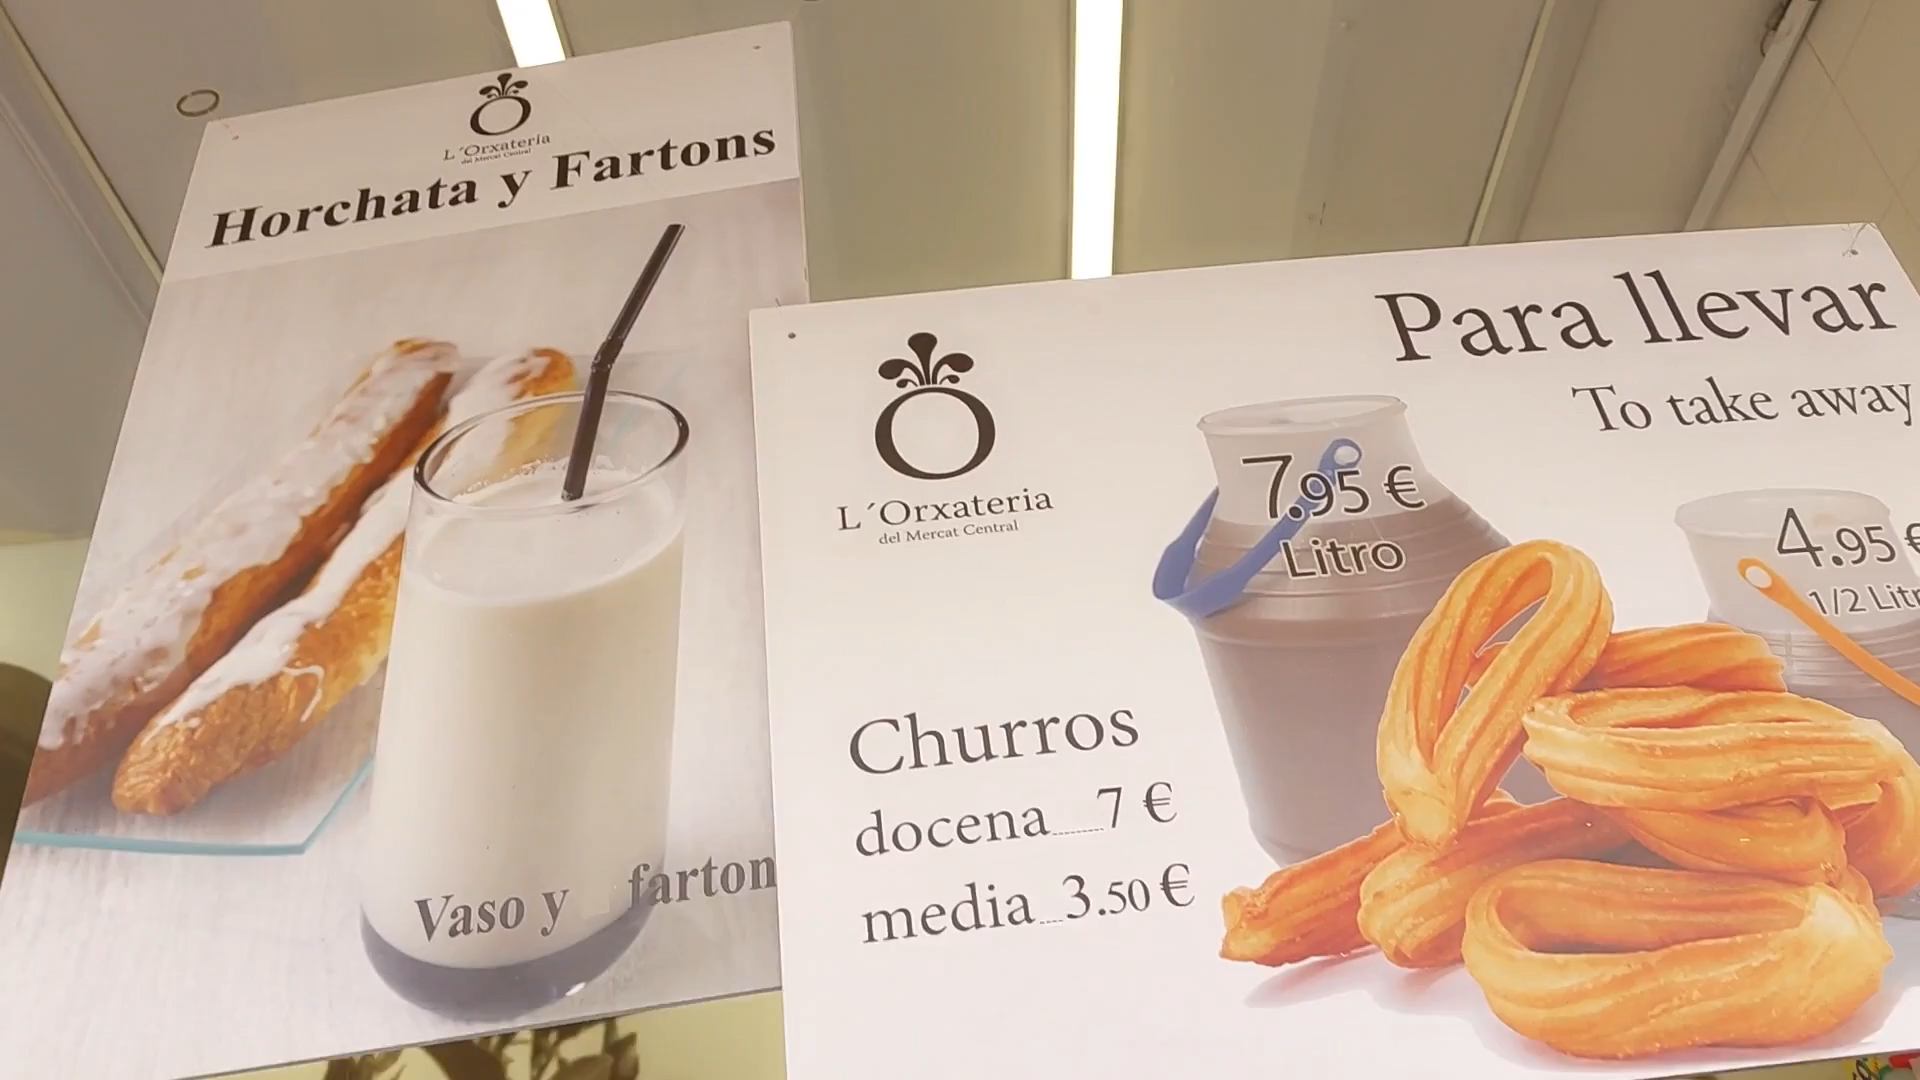 L´Orxateria
del Mercat Central
Horchata y Fartons
Vaso y farton
L´Orxateria
del Mercat Central
Para llevar
To take away
7.95 €
Litro
4.95 €
1/2 Litr
Churros
docena 7 €
media 3.50 €